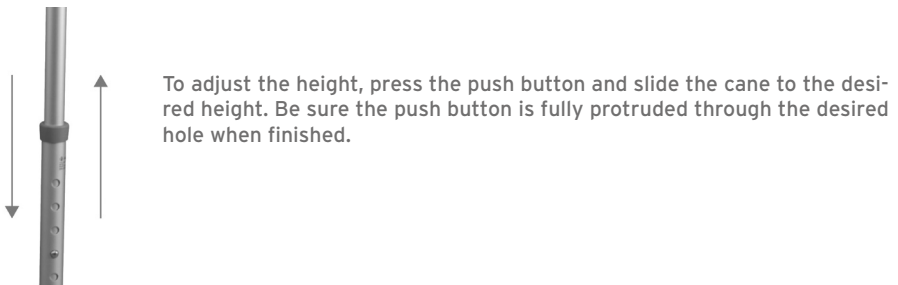 To adjust the height, press the push button and slide the cane to the desi-
red height. Be sure the push button is fully protruded through the desired
hole when finished.